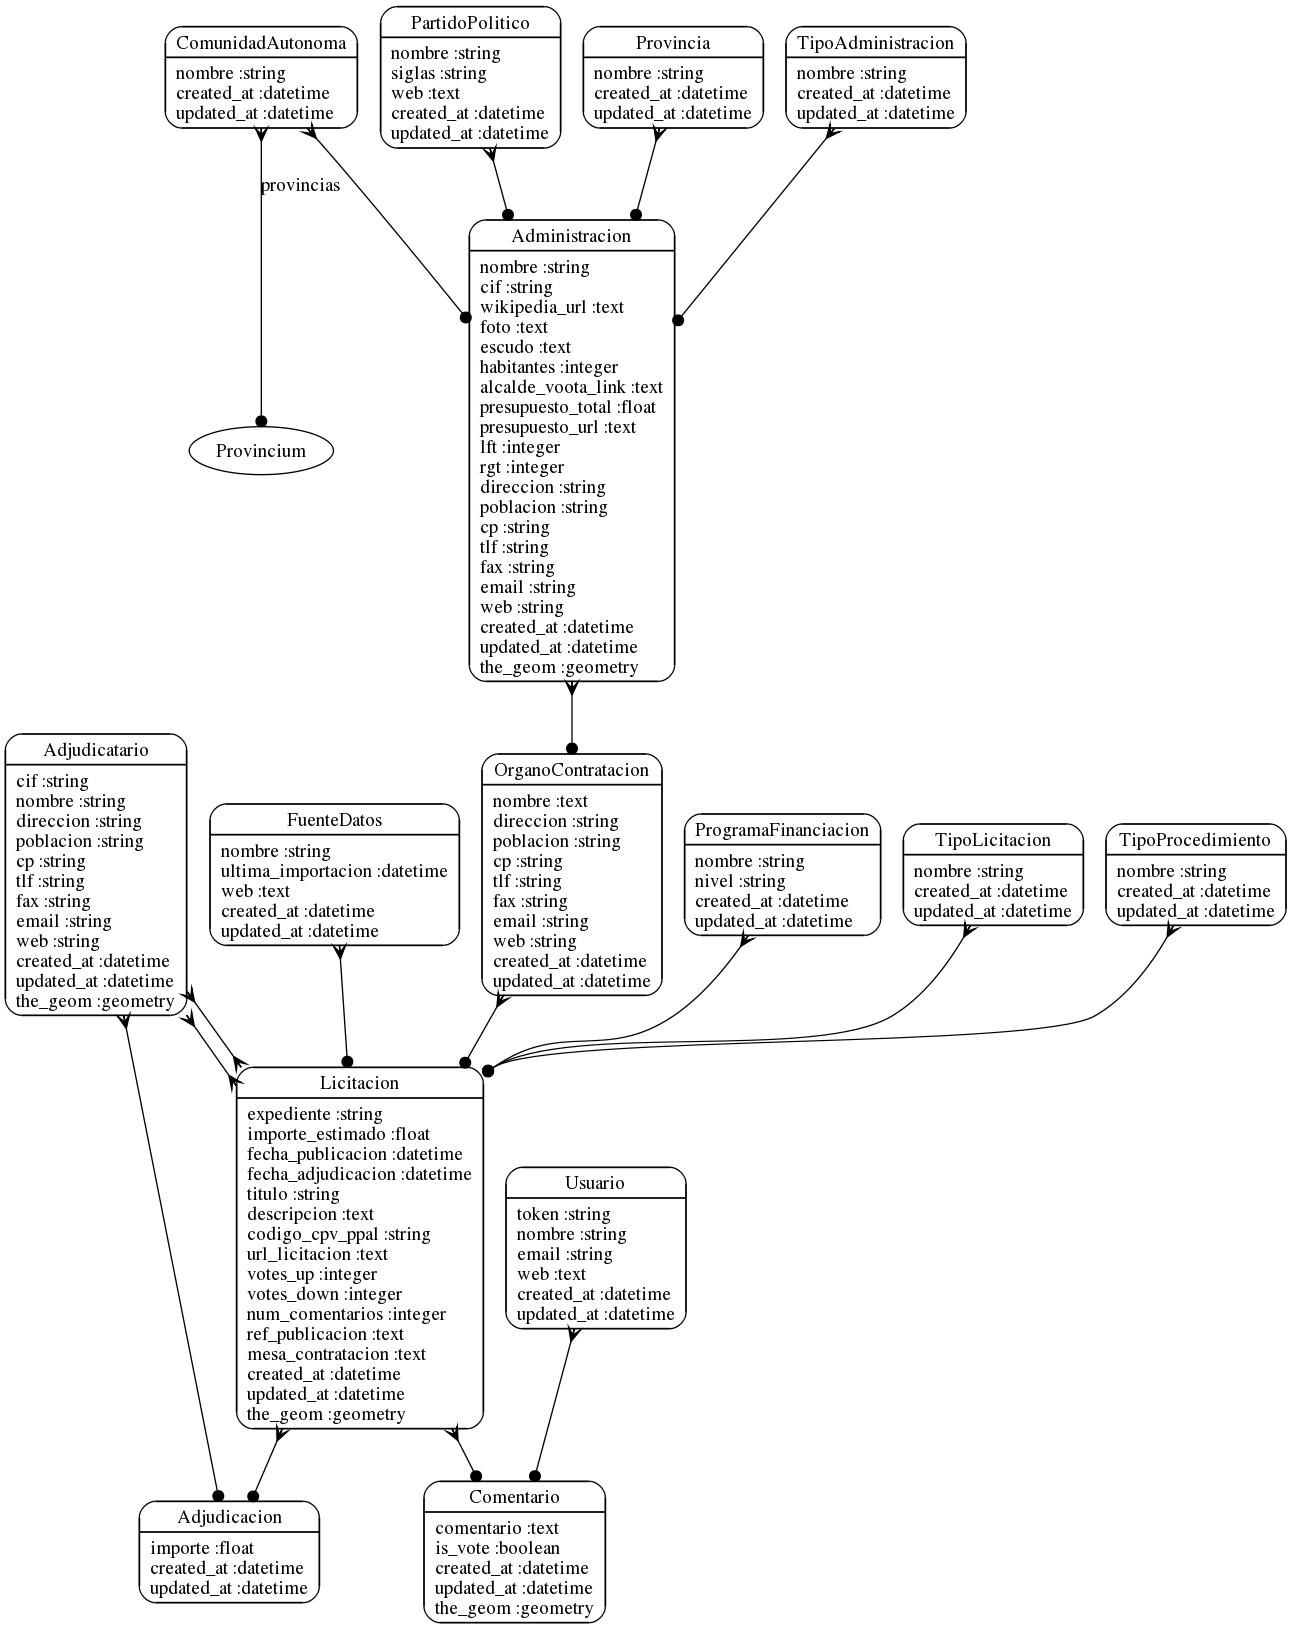 ComunidadAutonoma
nombre :string
created_at :datetime
updated_at :datetime
PartidoPolitico
nombre :string
siglas :string
web :text
created_at :datetime
updated_at :datetime
Provincia
nombre :string
created_at :datetime
updated_at :datetime
TipoAdministracion
nombre :string
created_at :datetime
updated_at :datetime
provincias
Administracion
nombre :string
cif :string
wikipedia_url :text
foto :text
escudo :text
habitantes :integer
alcalde_voota_link :text
presupuesto_total :float
presupuesto_url :text
lft :integer
rgt :integer
direccion :string
poblacion :string
cp :string
tlf :string
fax :string
email :string
web :string
created_at :datetime
updated_at :datetime
the_geom :geometry
Provincium
Adjudicatario
cif :string
nombre :string
direccion :string
poblacion :string
cp :string
tlf :string
fax :string
email :string
web :string
created_at :datetime
updated_at :datetime
the_geom :geometry
FuenteDatos
nombre :string
ultima_importacion :datetime
web :text
created_at :datetime
updated_at :datetime
OrganoContratacion
nombre :text
direccion :string
poblacion :string
cp :string
tlf :string
fax :string
email :string
web :string
created_at :datetime
updated_at :datetime
ProgramaFinanciacion
nombre :string
nivel :string
created_at :datetime
updated_at :datetime
TipoLicitacion
nombre :string
created_at :datetime
updated_at :datetime
TipoProcedimiento
nombre :string
created_at :datetime
updated_at :datetime
Licitacion
expediente :string
importe_estimado :float
fecha_publicacion :datetime
fecha_adjudicacion :datetime
titulo :string
descripcion :text
codigo_cpv_ppal :string
url_licitacion :text
votes_up :integer
votes_down :integer
num_comentarios :integer
ref_publicacion :text
mesa_contratacion :text
created_at :datetime
updated_at :datetime
the_geom :geometry
Usuario
token :string
nombre :string
email :string
web :text
created_at :datetime
updated_at :datetime
Adjudicacion
importe :float
created_at :datetime
updated_at :datetime
Comentario
comentario :text
is_vote :boolean
created_at :datetime
updated_at :datetime
the_geom :geometry